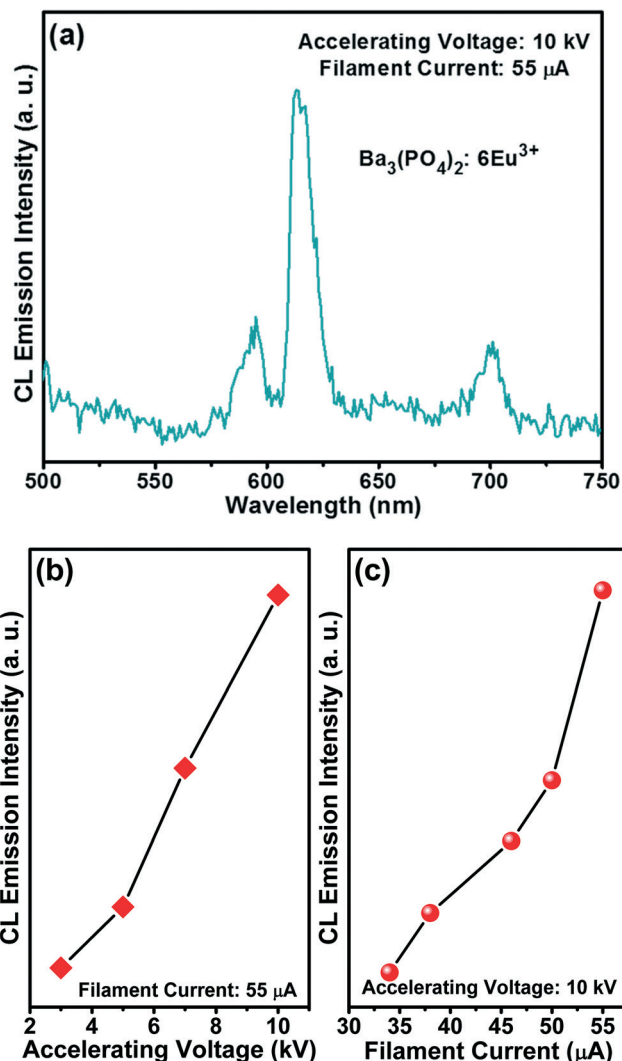 (a)
Accelerating Voltage: 10 kV
Filament Current: 55 μA
Ba₃(PO₄)₂: 6Eu³⁺
CL Emission Intensity (a. u.)
500 550 600 650 700 750
Wavelength (nm)
(b)
CL Emission Intensity (a. u.)
Filament Current: 55 μA
2 4 6 8 10
Accelerating Voltage (kV)
(c)
CL Emission Intensity (a. u.)
Accelerating Voltage: 10 kV
30 35 40 45 50 55
Filament Current (μA)